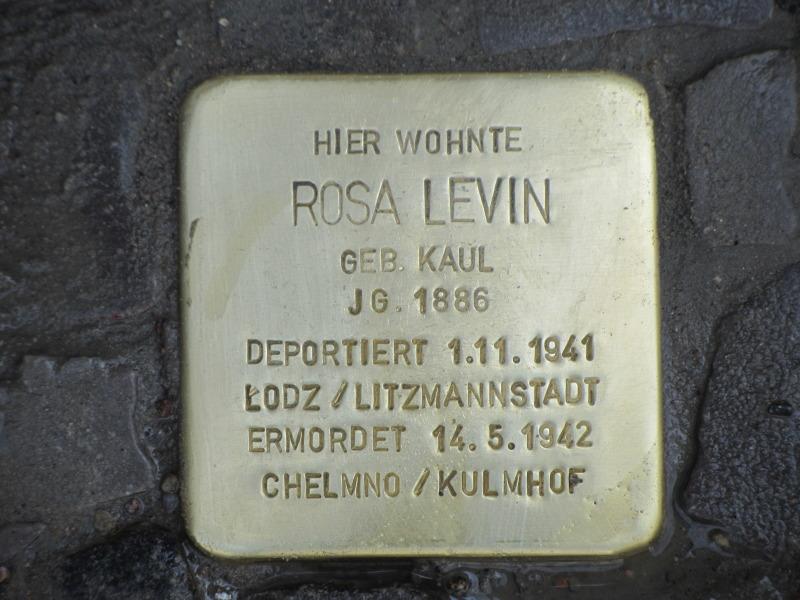 HIER WOHNTE
ROSA LEVIN
GEB. KAUL
JG. 1886
DEPORTIERT 1.11.1941
ŁODZ / LITZMANNSTADT
ERMORDET 14.5.1942
CHELMNO / KULMHOF